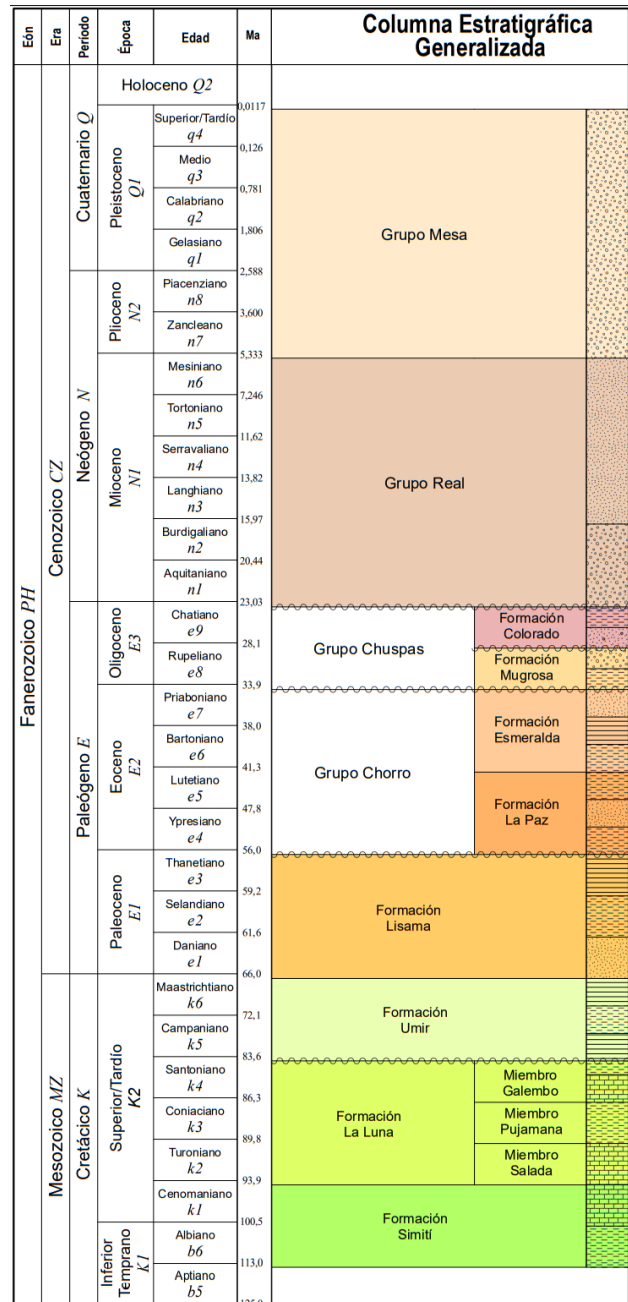 Eón
Era
Período
Época
Edad
Ma
Columna Estratigráfica
Generalizada
Fanerozoico PH
Cenozoico CZ
Mesozoico MZ
Cuaternario Q
Neógeno N
Paleógeno E
Cretácico K
Holoceno Q2
Pleistoceno
Q1
Plioceno
N2
Mioceno
N1
Oligoceno
E3
Eoceno
E2
Paleoceno
E1
Superior/Tardío
K2
Inferior
Temprano
K1
Superior/Tardío
q4
Medio
q3
Calabriano
q2
Gelasiano
q1
Piacenziano
n8
Zancleano
n7
Mesiniano
n6
Tortoniano
n5
Serravaliano
n4
Langhiano
n3
Burdigaliano
n2
Aquitaniano
n1
Chatiano
e9
Rupeliano
e8
Priaboniano
e7
Bartoniano
e6
Lutetiano
e5
Ypresiano
e4
Thanetiano
e3
Selandiano
e2
Daniano
e1
Maastrichtiano
k6
Campaniano
k5
Santoniano
k4
Coniaciano
k3
Turoniano
k2
Cenomaniano
k1
Albiano
b6
Aptiano
b5
0,0117
0,126
0,781
1,806
2,588
3,600
5,333
7,246
11,62
13,82
15,97
20,44
23,03
28,1
33,9
38,0
41,3
47,8
56,0
59,2
61,6
66,0
72,1
83,6
86,3
89,8
93,9
100,5
113,0
Grupo Mesa
Grupo Real
Grupo Chuspas
Formación
Colorado
Formación
Mugrosa
Grupo Chorro
Formación
Esmeralda
Formación
La Paz
Formación
Lisama
Formación
Umir
Formación
La Luna
Miembro
Galembo
Miembro
Pujamana
Miembro
Salada
Formación
Simití